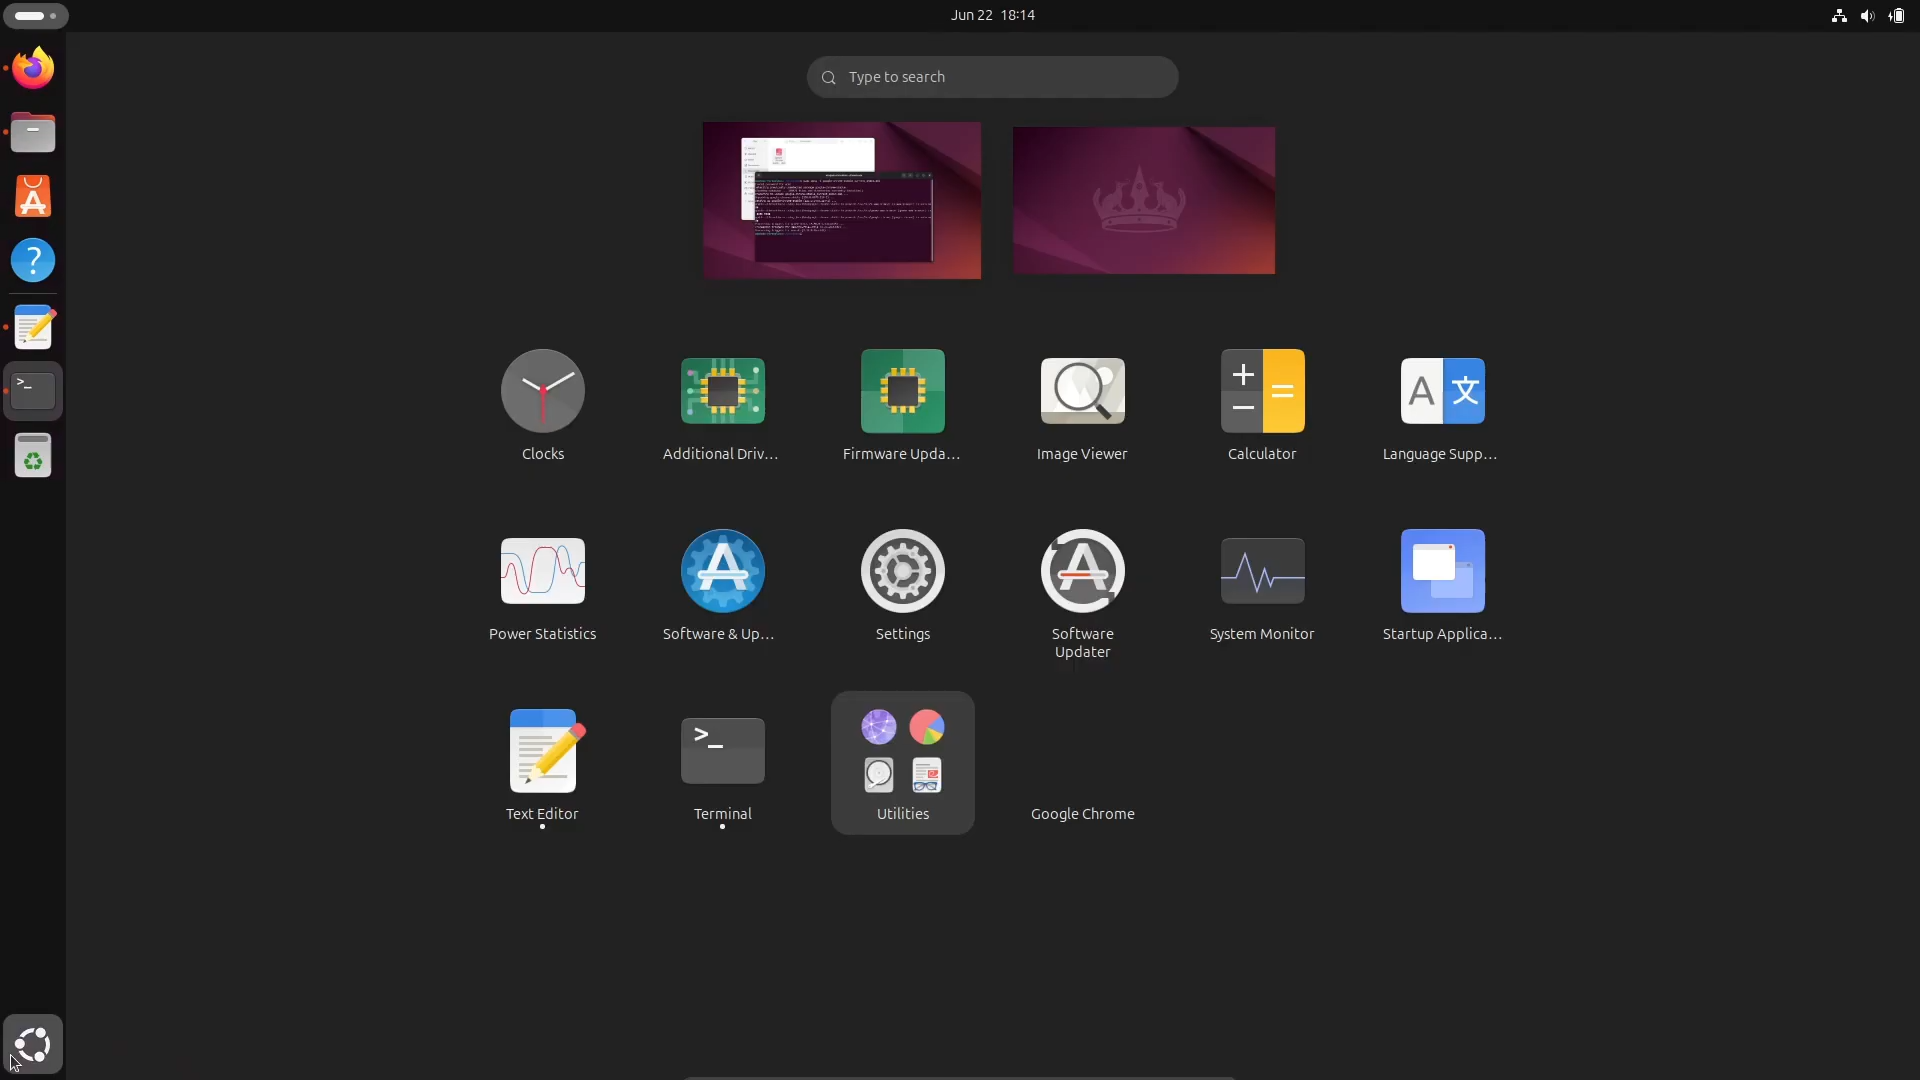 Jun 22 18:14
Type to search
Clocks
Additional Driv...
Firmware Upda...
Image Viewer
Calculator
Language Supp...
Power Statistics
Software & Up...
Settings
Software
Updater
System Monitor
Startup Applica...
Text Editor
Terminal
Utilities
Google Chrome